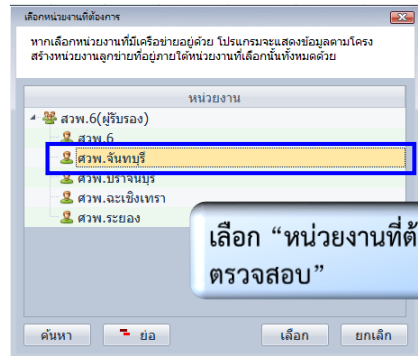 เลือกหน่วยงานที่ต้องการ
หากเลือกหน่วยงานที่มีเครือข่ายอยู่ด้วย โปรแกรมจะแสดงข้อมูลตามโครง
สร้างหน่วยงานลูกข่ายที่อยู่ภายใต้หน่วยงานที่เลือกนั้นทั้งหมดด้วย
หน่วยงาน
สวพ.6(ผู้รับรอง)
สวพ.6
ศวพ.จันทบุรี
ศวพ.ปราจีนบุรี
ศวพ.ฉะเชิงเทรา
ศวพ.ระยอง
เลือก “หน่วยงานที่ต้
ตรวจสอบ”
ค้นหา ย่อ เลือก ยกเลิก